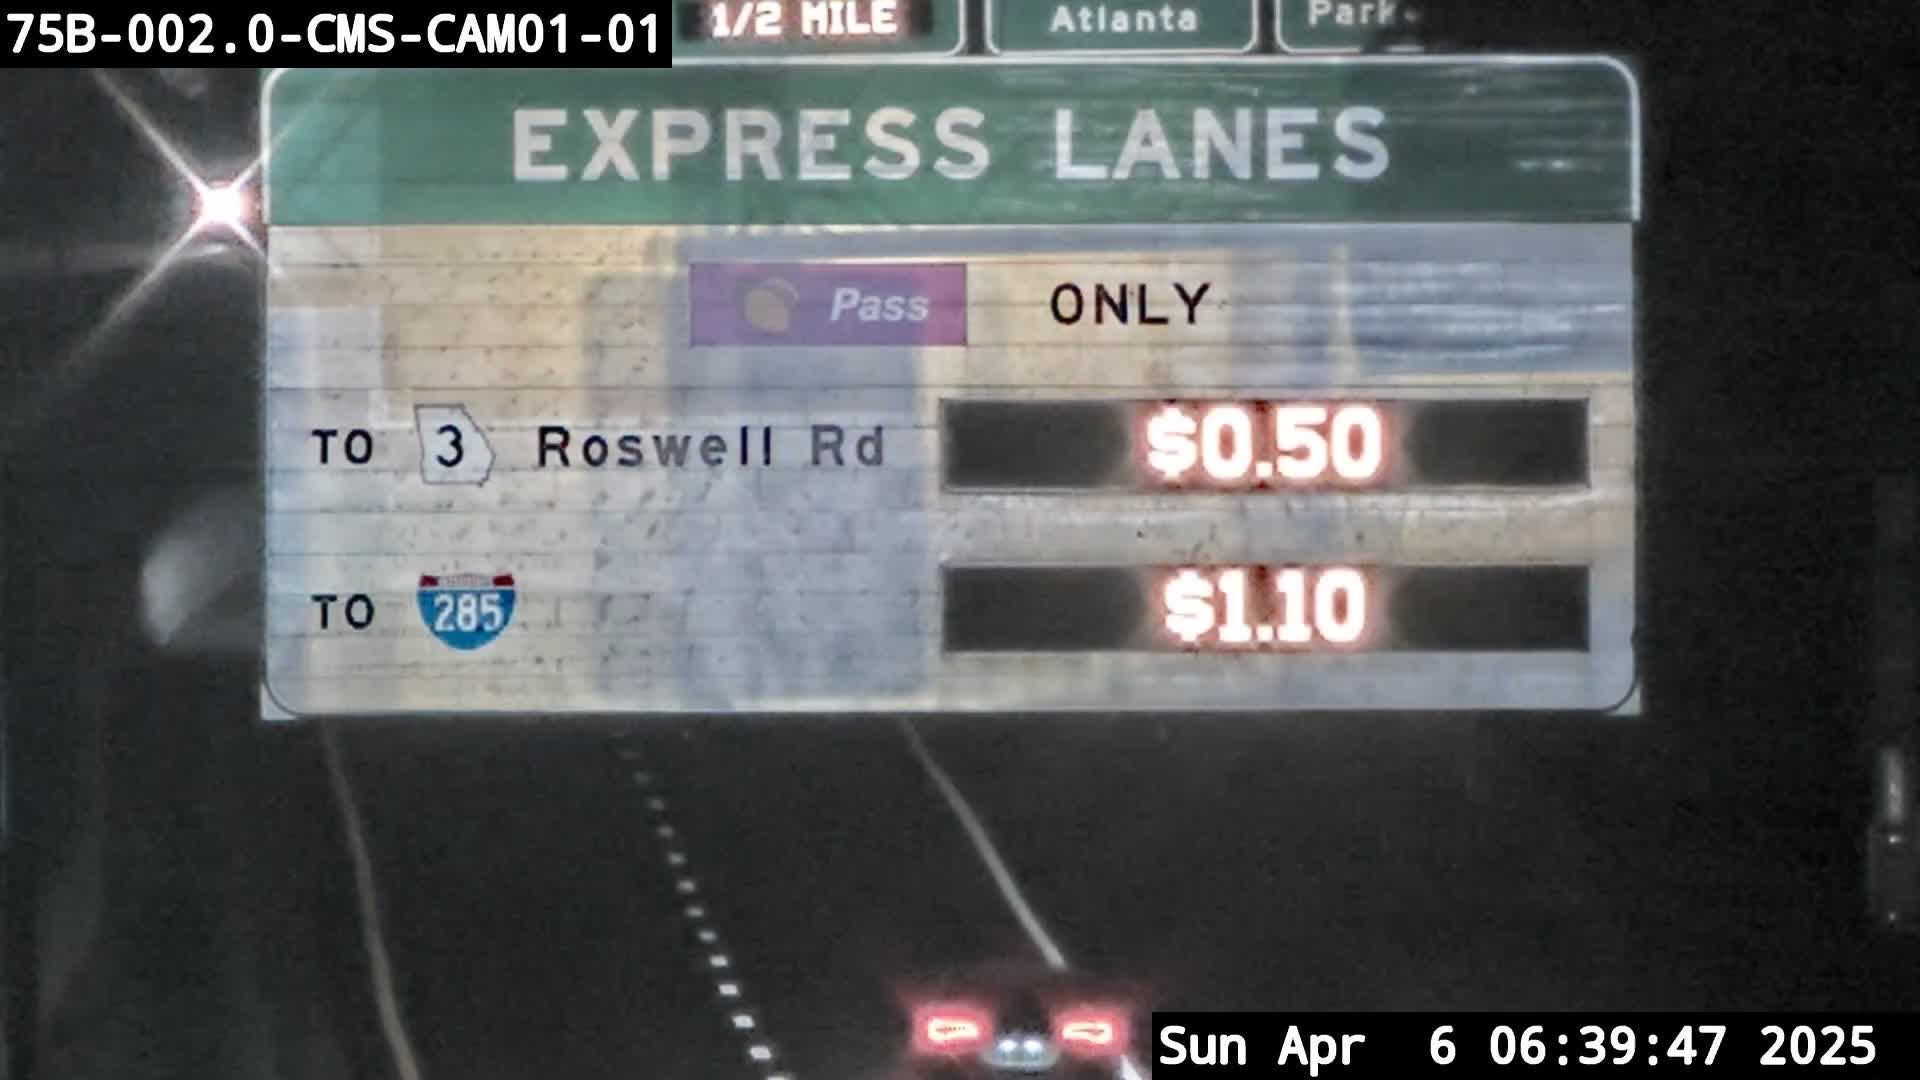 75B-002.0-CMS-CAM01-01
1/2 MILE
Atlanta
Park
EXPRESS LANES
Pass ONLY
TO 3 Roswell Rd $0.50
TO 285 $1.10
Sun Apr 6 06:39:47 2025